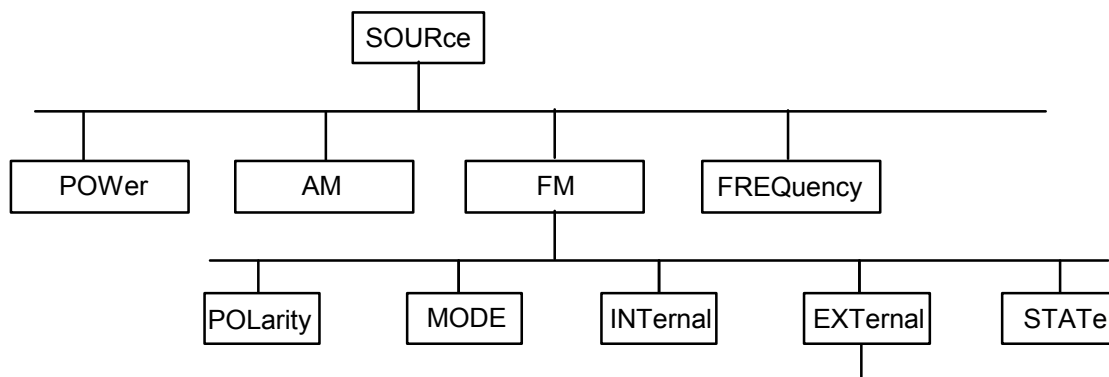 SOURce
POWer
AM
FM
FREQuency
POLarity
MODE
INTernal
EXTernal
STATe